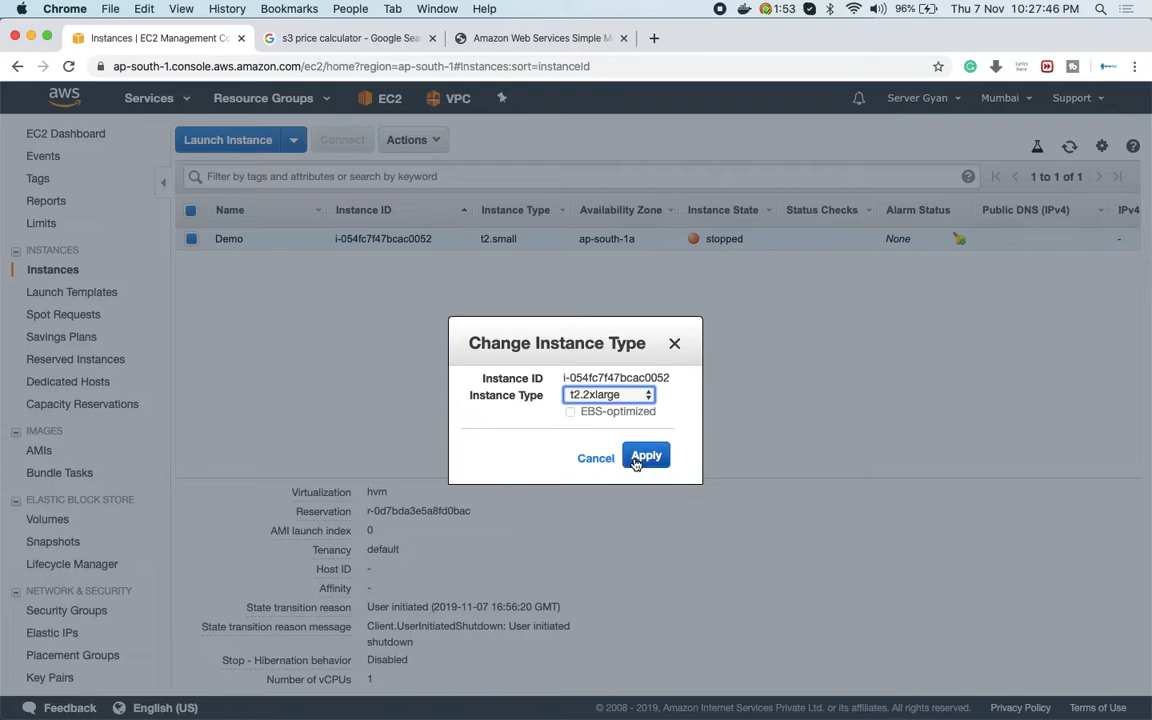 Chrome File Edit View History Bookmarks People Tab Window Help 1:53 96% Thu 7 Nov 10:27:46 PM
Instances | EC2 Management Co s3 price calculator - Google Sea Amazon Web Services Simple M
ap-south-1.console.aws.amazon.com/ec2/home?region=ap-south-1#Instances:sort=instanceId
aws Services Resource Groups EC2 VPC Server Gyan Mumbai Support
EC2 Dashboard
Events
Tags
Reports
Limits
INSTANCES
Instances
Launch Templates
Spot Requests
Savings Plans
Reserved Instances
Dedicated Hosts
Capacity Reservations
IMAGES
AMIs
Bundle Tasks
ELASTIC BLOCK STORE
Volumes
Snapshots
Lifecycle Manager
NETWORK & SECURITY
Security Groups
Elastic IPs
Placement Groups
Key Pairs
Launch Instance Connect Actions
Filter by tags and attributes or search by keyword 1 to 1 of 1
Name Instance ID Instance Type Availability Zone Instance State Status Checks Alarm Status Public DNS (IPv4) IPv4
Demo i-054fc7f47bcac0052 t2.small ap-south-1a stopped None -
Change Instance Type
Instance ID i-054fc7f47bcac0052
Instance Type t2.2xlarge
EBS-optimized
Cancel Apply
Virtualization hvm
Reservation r-0d7bda3e5a8fd0bac
AMI launch index 0
Tenancy default
Host ID -
Affinity -
State transition reason User initiated (2019-11-07 16:56:20 GMT)
State transition reason message Client.UserInitiatedShutdown: User initiated
shutdown
Stop - Hibernation behavior Disabled
Number of vCPUs 1
Feedback English (US) © 2008 - 2019, Amazon Internet Services Private Ltd. or its affiliates. All rights reserved. Privacy Policy Terms of Use